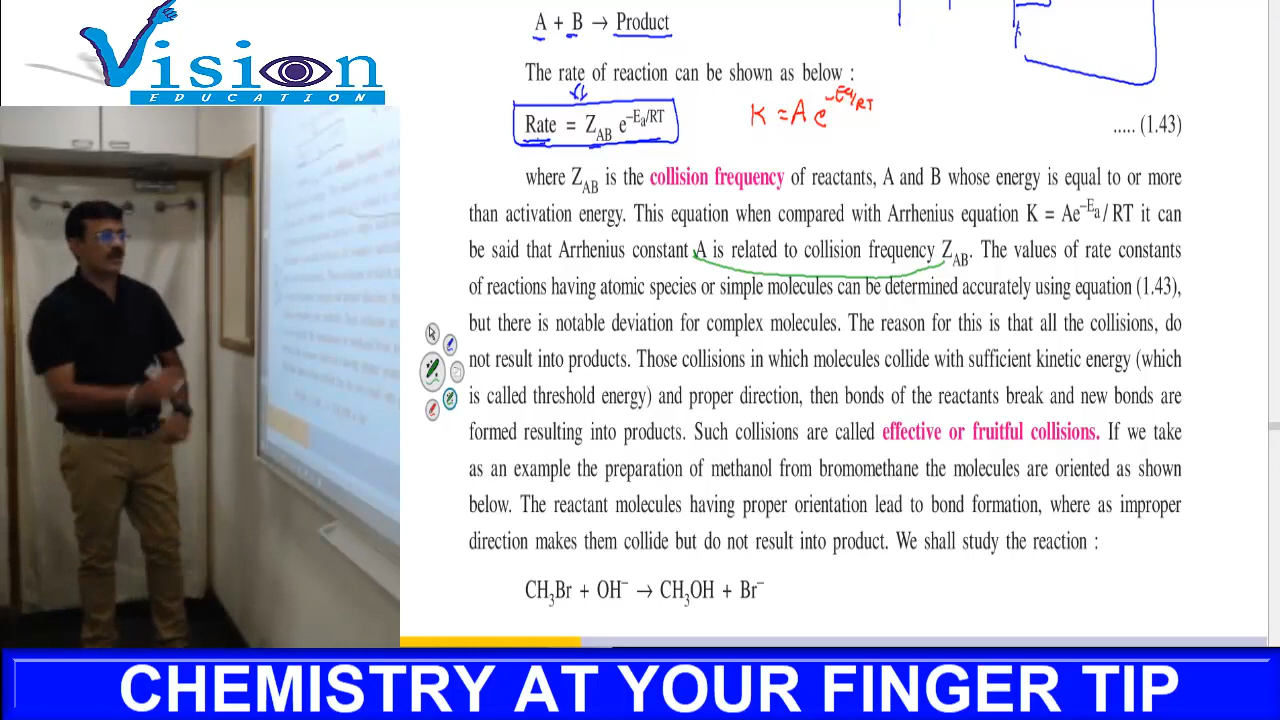 Vision
EDUCATION
A + B → Product
The rate of reaction can be shown as below :
Rate = Z_AB e^–E_a/RT
K = A e^-Ea/RT
..... (1.43)
where Z_AB is the collision frequency of reactants, A and B whose energy is equal to or more
than activation energy. This equation when compared with Arrhenius equation K = Ae^–E_a/ RT it can
be said that Arrhenius constant A is related to collision frequency Z_AB. The values of rate constants
of reactions having atomic species or simple molecules can be determined accurately using equation (1.43),
but there is notable deviation for complex molecules. The reason for this is that all the collisions, do
not result into products. Those collisions in which molecules collide with sufficient kinetic energy (which
is called threshold energy) and proper direction, then bonds of the reactants break and new bonds are
formed resulting into products. Such collisions are called effective or fruitful collisions. If we take
as an example the preparation of methanol from bromomethane the molecules are oriented as shown
below. The reactant molecules having proper orientation lead to bond formation, where as improper
direction makes them collide but do not result into product. We shall study the reaction :
CH₃Br + OH⁻ → CH₃OH + Br⁻
CHEMISTRY AT YOUR FINGER TIP